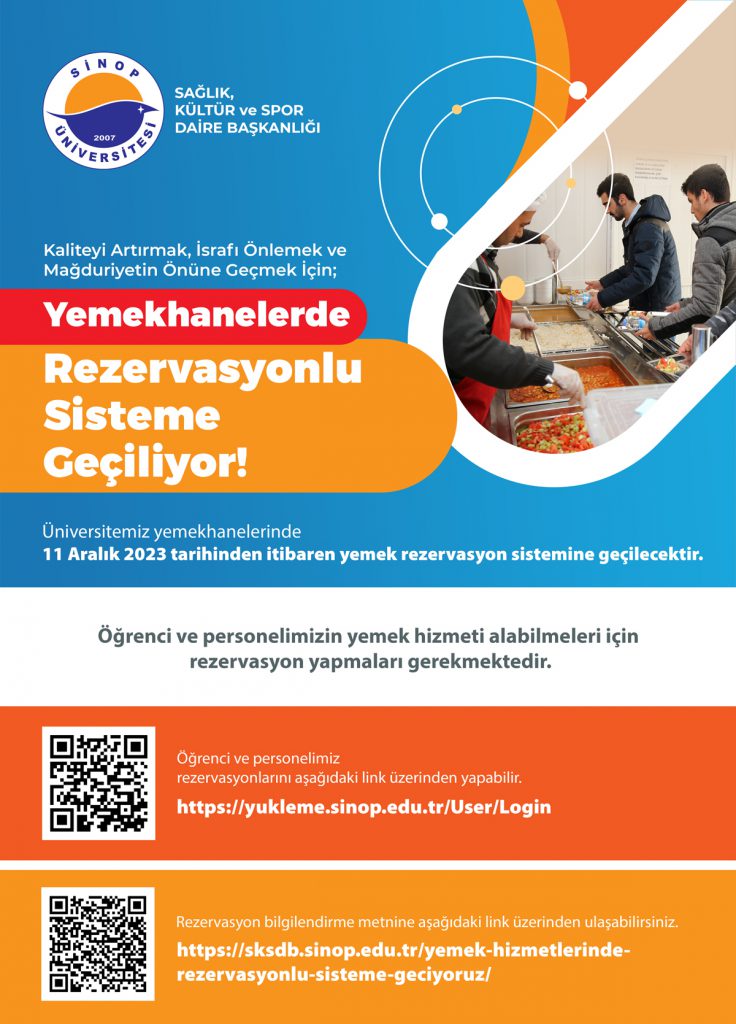 SİNOP
ÜNİVERSİTESİ
2007
SAĞLIK,
KÜLTÜR ve SPOR
DAİRE BAŞKANLIĞI
Kaliteyi Artırmak, İsrafı Önlemek ve
Mağduriyetin Önüne Geçmek İçin;
Yemekhanelerde
Rezervasyonlu
Sisteme
Geçiliyor!
Üniversitemiz yemekhanelerinde
11 Aralık 2023 tarihinden itibaren yemek rezervasyon sistemine geçilecektir.
Öğrenci ve personelimizin yemek hizmeti alabilmeleri için
rezervasyon yapmaları gerekmektedir.
Öğrenci ve personelimiz
rezervasyonlarını aşağıdaki link üzerinden yapabilir.
https://yukleme.sinop.edu.tr/User/Login
Rezervasyon bilgilendirme metnine aşağıdaki link üzerinden ulaşabilirsiniz.
https://sksdb.sinop.edu.tr/yemek-hizmetlerinde-
rezervasyonlu-sisteme-geciyoruz/